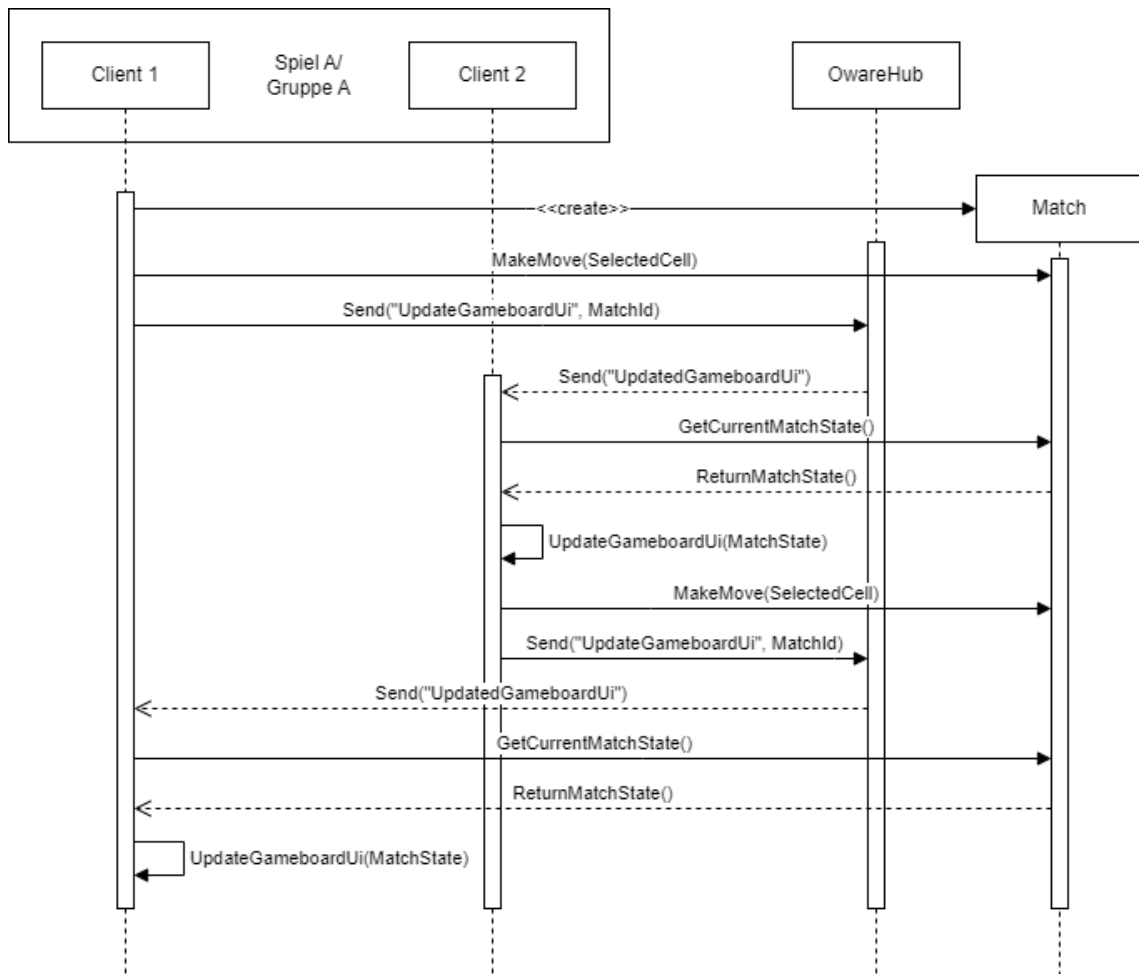 Client 1
Spiel A/
Gruppe A
Client 2
OwareHub
Match
<<create>>
MakeMove(SelectedCell)
Send("UpdateGameboardUi", MatchId)
Send("UpdatedGameboardUi")
GetCurrentMatchState()
ReturnMatchState()
UpdateGameboardUi(MatchState)
MakeMove(SelectedCell)
Send("UpdateGameboardUi", MatchId)
Send("UpdatedGameboardUi")
GetCurrentMatchState()
ReturnMatchState()
UpdateGameboardUi(MatchState)